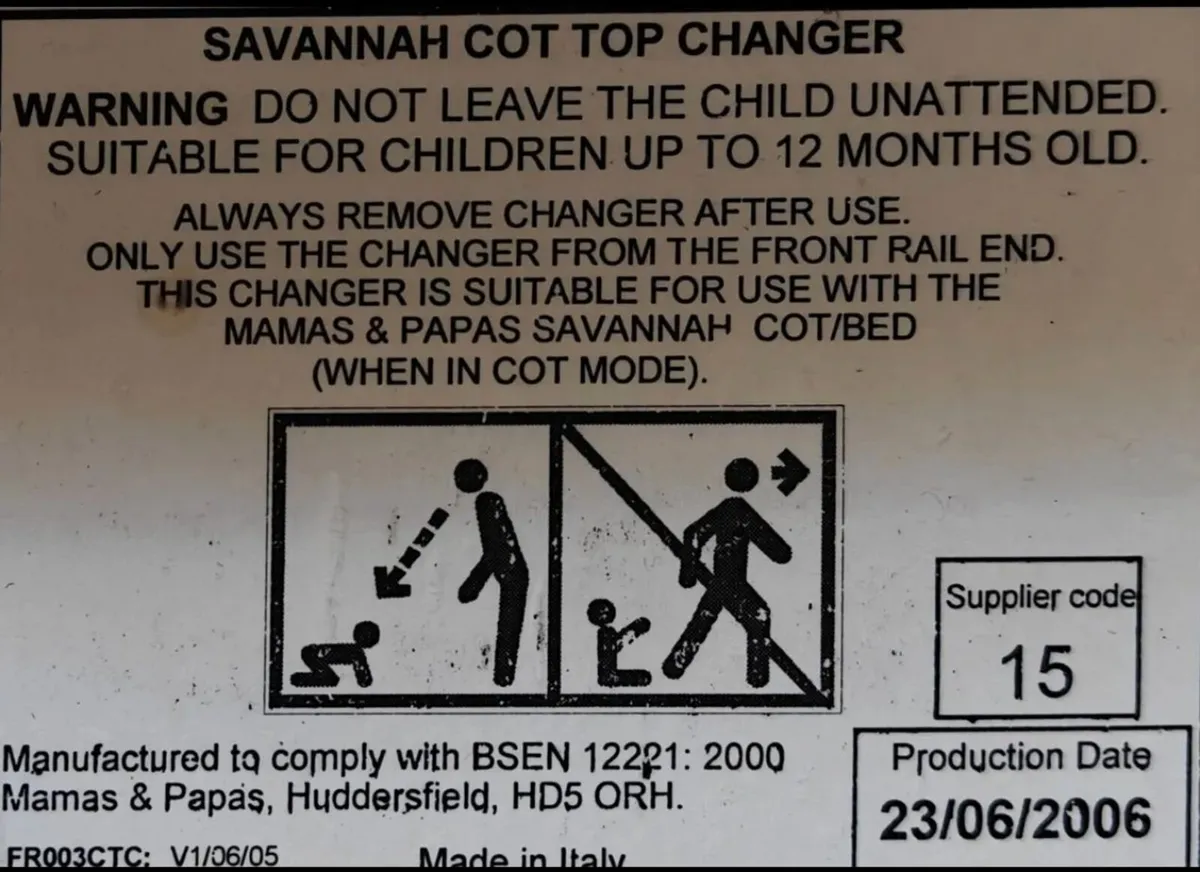 SAVANNAH COT TOP CHANGER
WARNING DO NOT LEAVE THE CHILD UNATTENDED.
SUITABLE FOR CHILDREN UP TO 12 MONTHS OLD.
ALWAYS REMOVE CHANGER AFTER USE.
ONLY USE THE CHANGER FROM THE FRONT RAIL END.
THIS CHANGER IS SUITABLE FOR USE WITH THE
MAMAS & PAPAS SAVANNAH COT/BED
(WHEN IN COT MODE).
Supplier code
15
Manufactured to comply with BSEN 12221: 2000
Mamas & Papas, Huddersfield, HD5 ORH.
Production Date
23/06/2006
FR003CTC: V1/06/05
Made in Italy